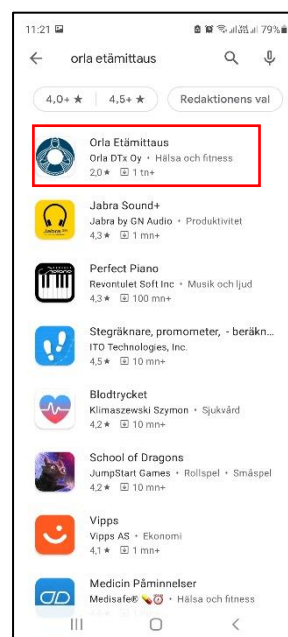 11:21 79%
orla etämittaus
4,0+ ★ 4,5+ ★ Redaktionens val
Orla Etämittaus
Orla DTx Oy • Hälsa och fitness
2,0★ 1 tn+
Jabra Sound+
Jabra by GN Audio • Produktivitet
4,3★ 1 mn+
Perfect Piano
Revontulet Soft Inc • Musik och ljud
4,3★ 100 mn+
Stegräknare, promometer, - beräkn...
ITO Technologies, Inc.
4,5★ 10 mn+
Blodtrycket
Klimaszewski Szymon • Sjukvård
4,2★ 10 mn+
School of Dragons
JumpStart Games • Rollspel • Småspel
4,2★ 10 mn+
Vipps
Vipps AS • Ekonomi
4,1★ 1 mn+
Medicin Påminnelser
Medisafe® 💊⏰ • Hälsa och fitness